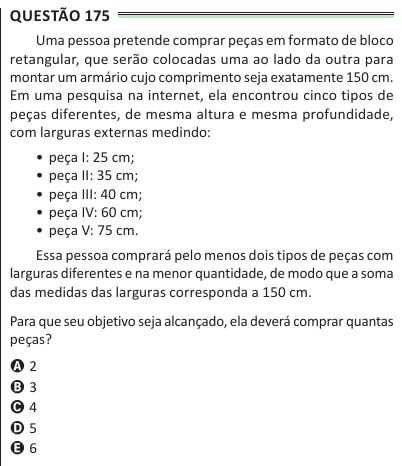 QUESTÃO 175
Uma pessoa pretende comprar peças em formato de bloco
retangular, que serão colocadas uma ao lado da outra para
montar um armário cujo comprimento seja exatamente 150 cm.
Em uma pesquisa na internet, ela encontrou cinco tipos de
peças diferentes, de mesma altura e mesma profundidade,
com larguras externas medindo:
• peça I: 25 cm;
• peça II: 35 cm;
• peça III: 40 cm;
• peça IV: 60 cm;
• peça V: 75 cm.
Essa pessoa comprará pelo menos dois tipos de peças com
larguras diferentes e na menor quantidade, de modo que a soma
das medidas das larguras corresponda a 150 cm.
Para que seu objetivo seja alcançado, ela deverá comprar quantas
peças?
A 2
B 3
C 4
D 5
E 6